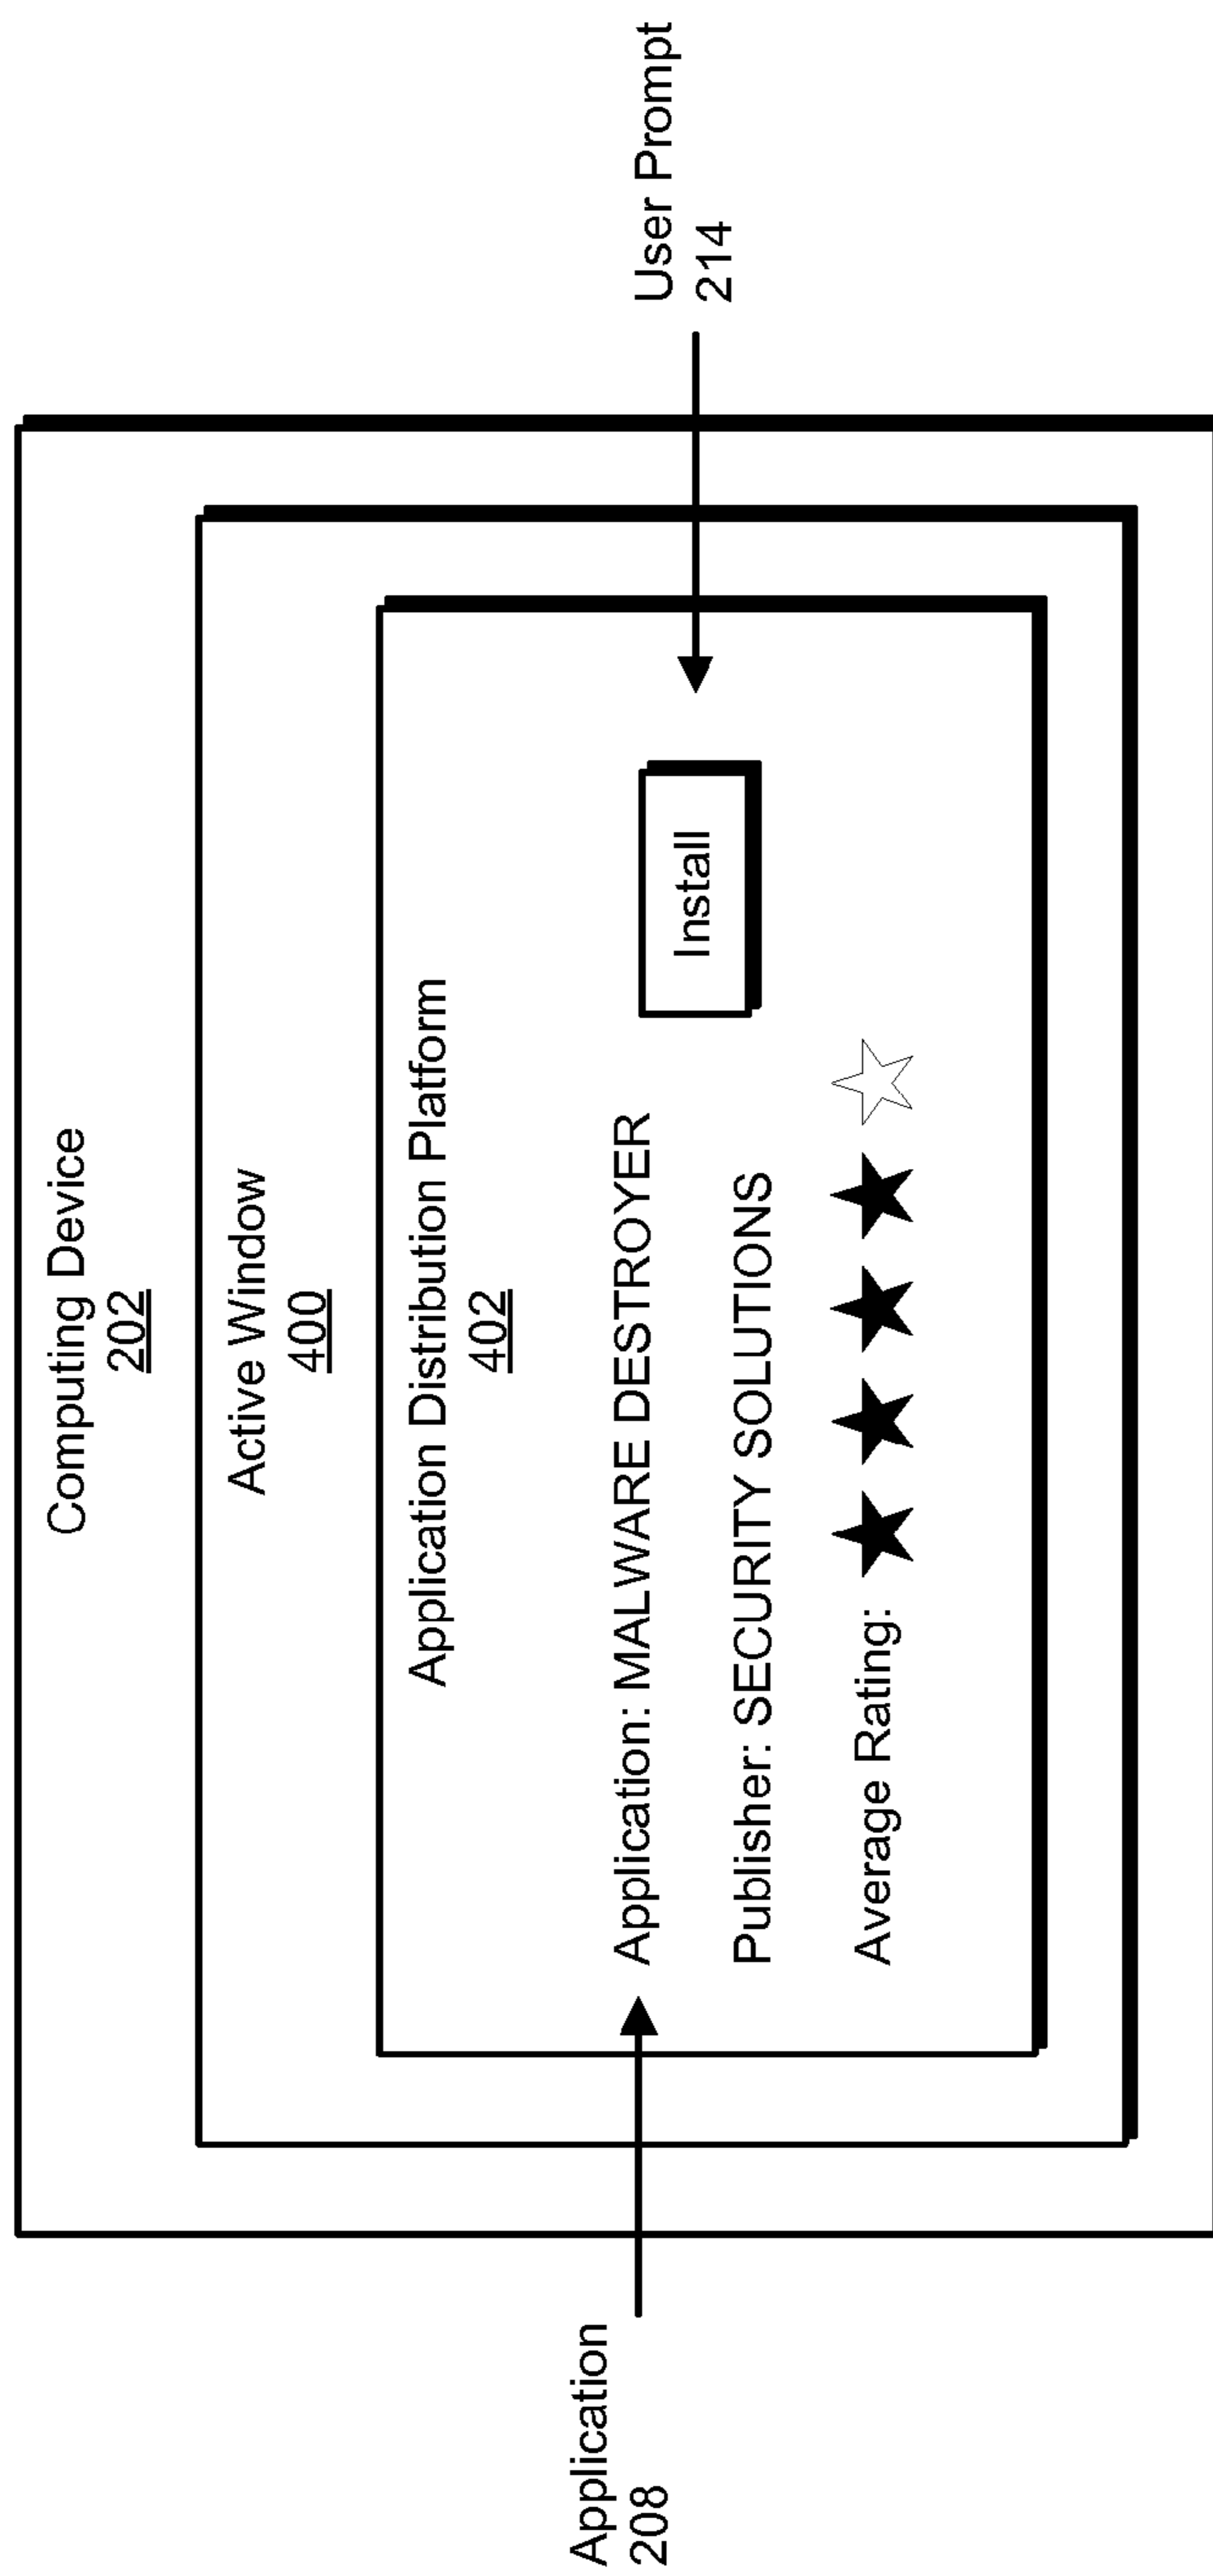 Computing Device
202
Active Window
400
Application Distribution Platform
402
Application
208
Application: MALWARE DESTROYER
Install
User Prompt
214
Publisher: SECURITY SOLUTIONS
Average Rating: